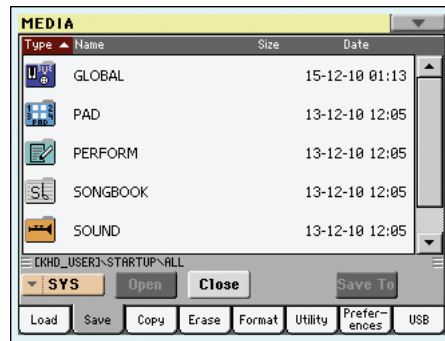 MEDIA
Type Name Size Date
GLOBAL 15-12-10 01:13
PAD PAD 13-12-10 12:05
PERFORM 13-12-10 12:05
SONGBOOK 13-12-10 12:05
SOUND 13-12-10 12:05
[KHD_USER]\STARTUP\ALL
SYS Open Close Save To
Load Save Copy Erase Format Utility Prefer-
ences USB